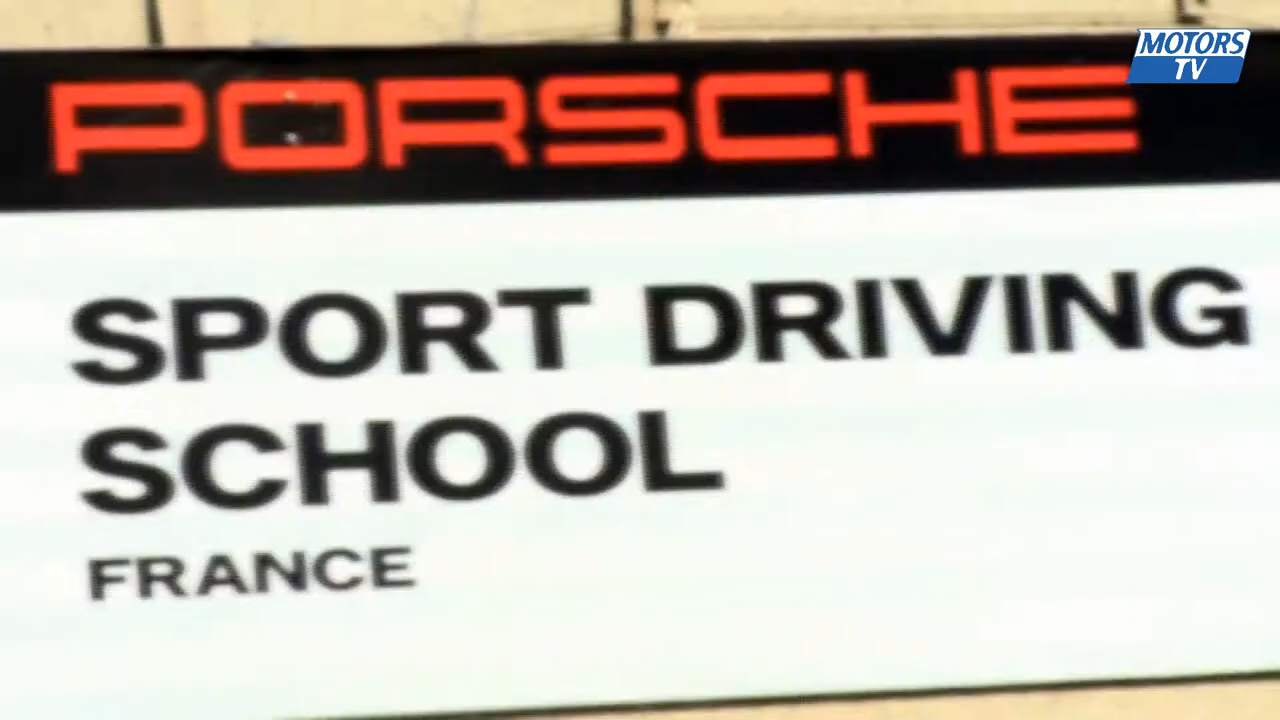 MOTORS
TV
PORSCHE
SPORT DRIVING
SCHOOL
FRANCE